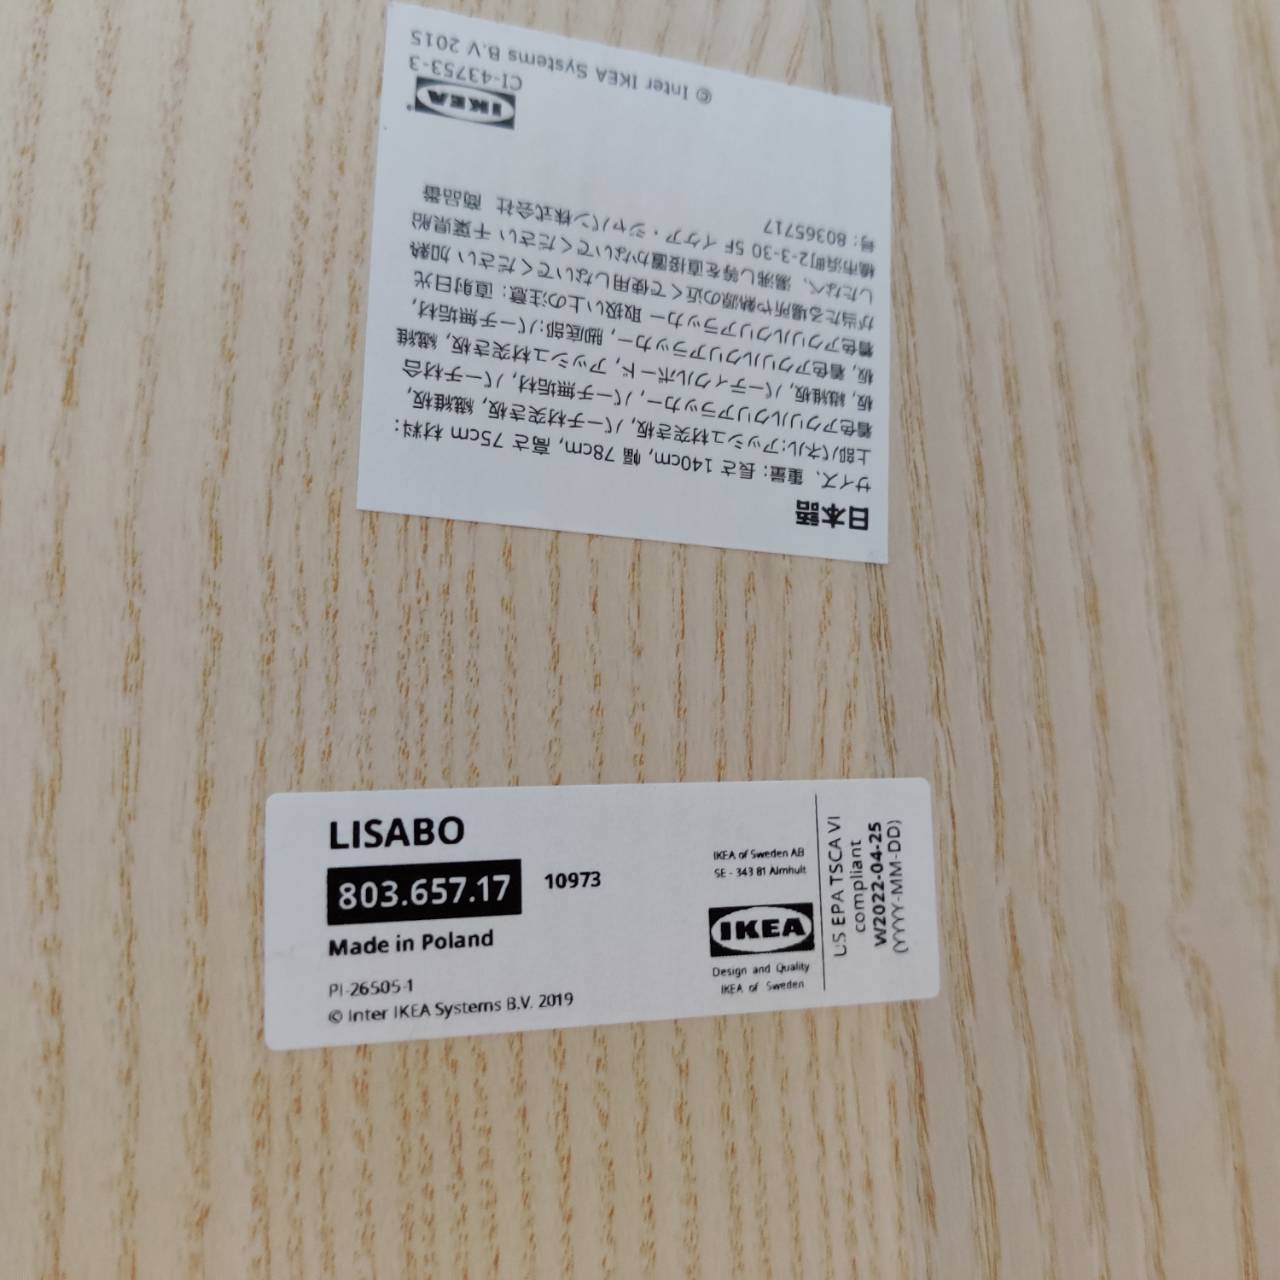 日本語
サイズ、重量: 長さ 140cm, 幅 78cm, 高さ 75cm 材料:
上部パネル:アッシュ材突き板, バーチ材突き板, 繊維板,
着色アクリルクリアラッカー, バーチ無垢材, バーチ材合
板, 繊維板, パーティクルボード, アッシュ材突き板, 繊維
板, 着色アクリルクリアラッカー, 脚底部:バーチ無垢材,
着色アクリルクリアラッカー 取扱い上の注意: 直射日光
が当たる場所や熱源の近くで使用しないでください 加熱
したなべ、湯沸し等を直接置かないでください 千葉県船
橋市浜町2-3-30 5F イケア・ジャパン株式会社 商品番
号: 80365717
IKEA
CI-43753-3
© Inter IKEA Systems B.V 2015
LISABO
803.657.17 10973
Made in Poland
PI-26505-1
© Inter IKEA Systems B.V. 2019
IKEA of Sweden AB
SE - 343 81 Älmhult
IKEA
Design and Quality
IKEA of Sweden
US EPA TSCA VI
compliant
W2022-04-25
(YYYY-MM-DD)